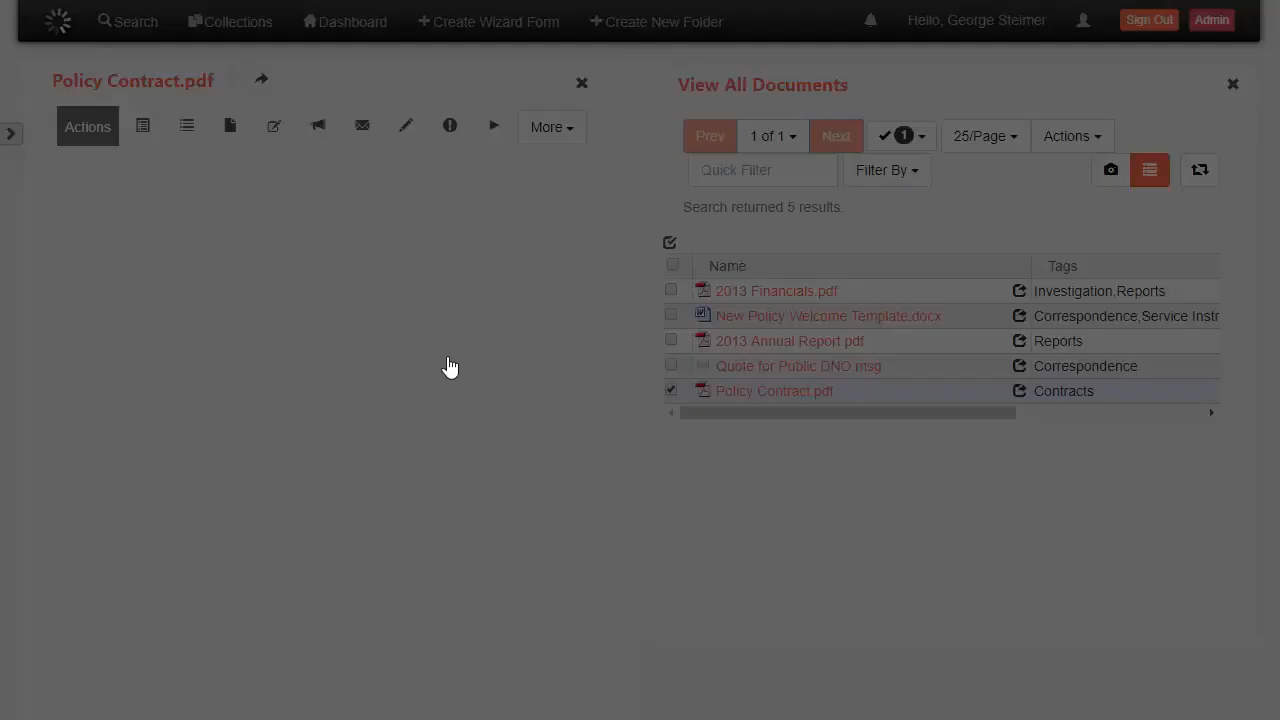 Search Collections Dashboard Create Wizard Form Create New Folder Hello, George Steimer Sign Out Admin
Policy Contract.pdf
Actions More
View All Documents
Prev 1 of 1 Next 1 25/Page Actions
Quick Filter Filter By
Search returned 5 results.
Name Tags
2013 Financials.pdf Investigation,Reports
New Policy Welcome Template.docx Correspondence,Service Instr
2013 Annual Report.pdf Reports
Quote for Public DNO msg Correspondence
Policy Contract.pdf Contracts